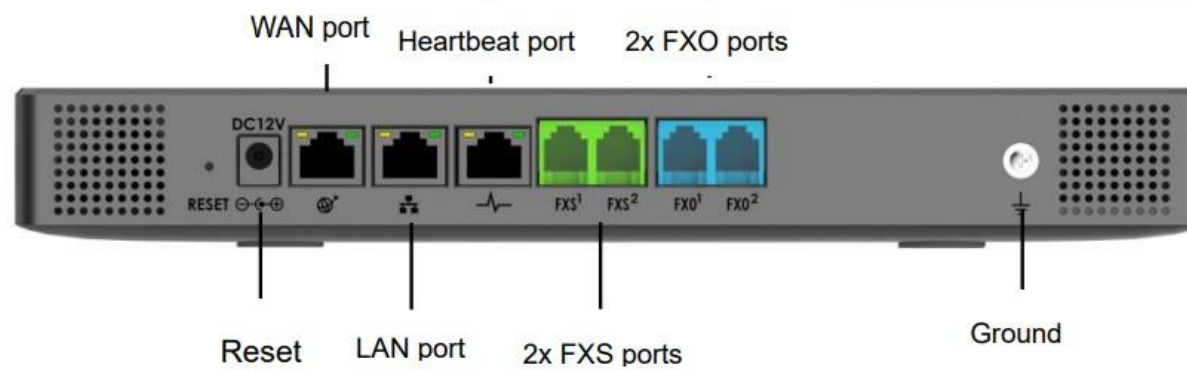 WAN port
Heartbeat port
2x FXO ports
DC12V
RESET
FXS¹ FXS² FXO¹ FXO²
Reset
LAN port
2x FXS ports
Ground